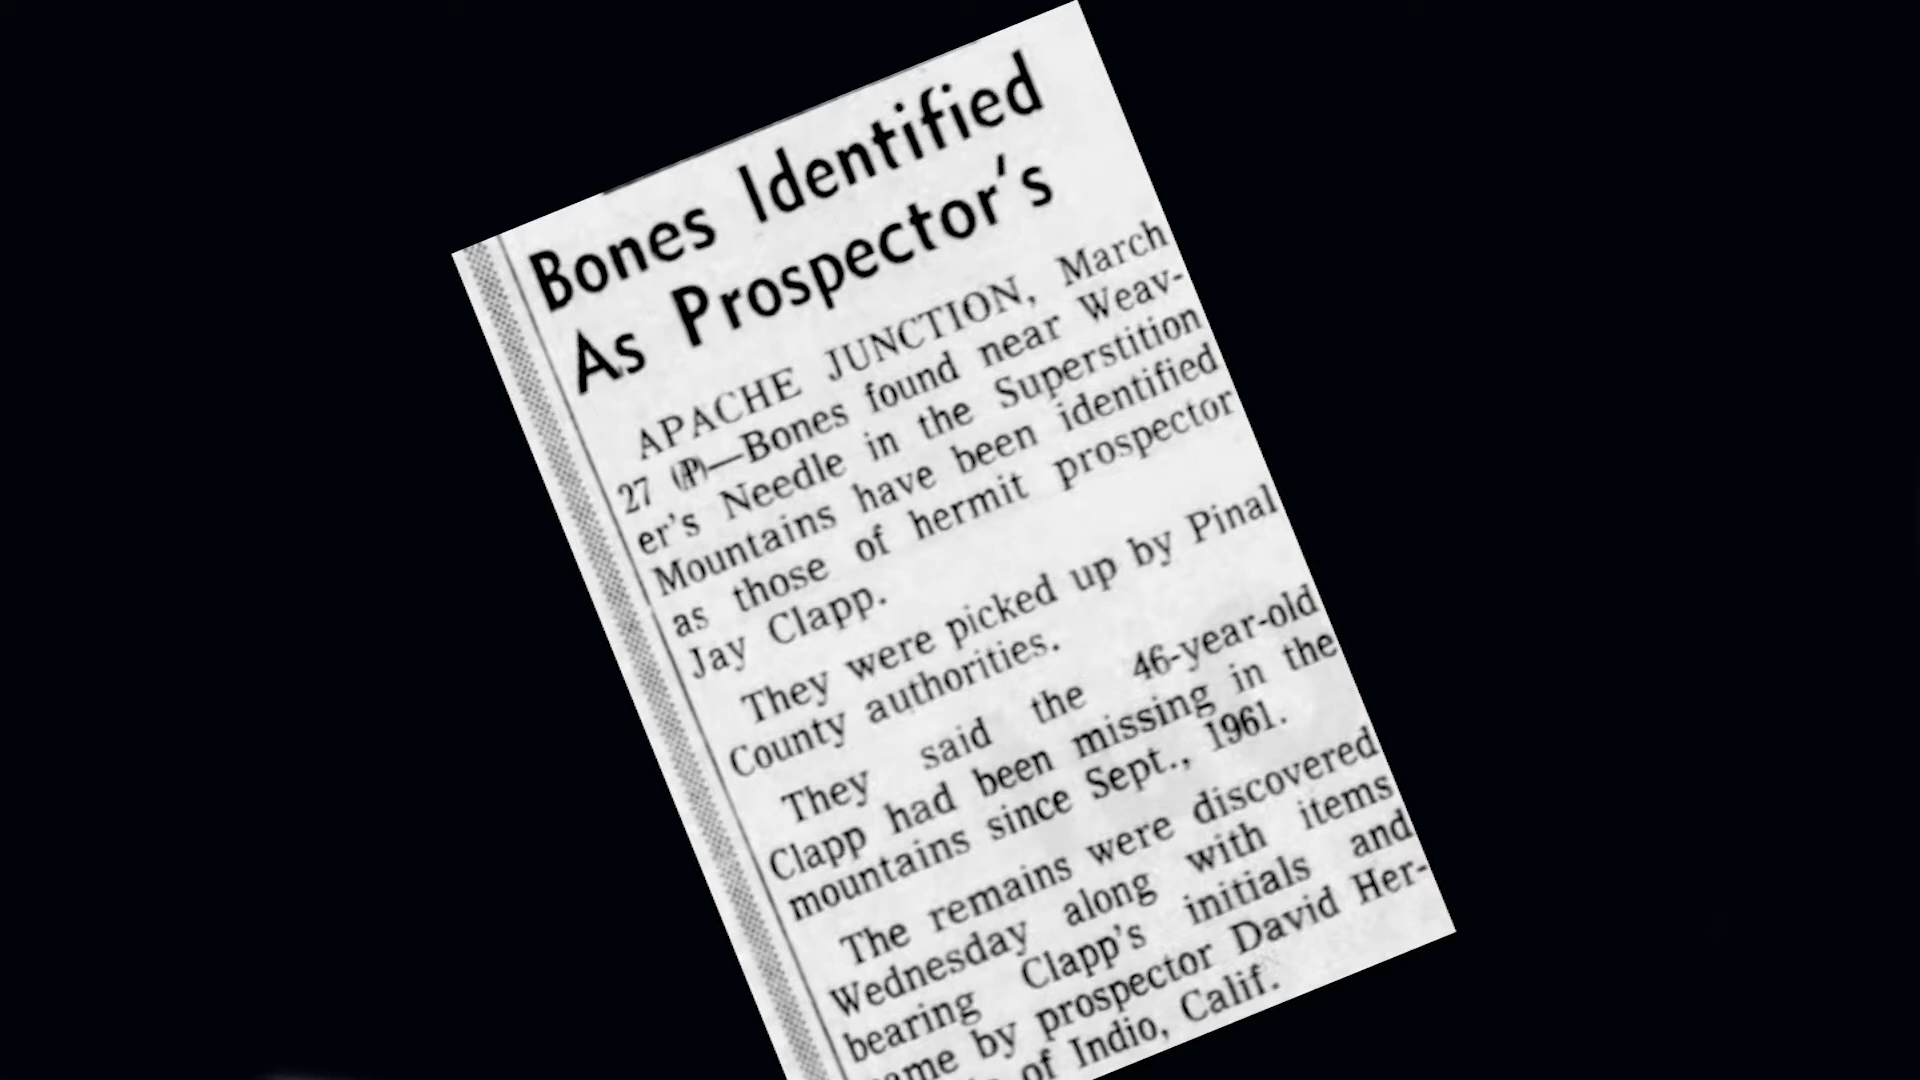 Bones Identified
As Prospector's
APACHE JUNCTION, March
27 (AP)—Bones found near Weav-
er's Needle in the Superstition
Mountains have been identified
as those of hermit prospector
Jay Clapp.
They were picked up by Pinal
County authorities.
They said the 46-year-old
Clapp had been missing in the
mountains since Sept., 1961.
The remains were discovered
Wednesday along with items
bearing Clapp's initials and
name by prospector David Her-
of Indio, Calif.